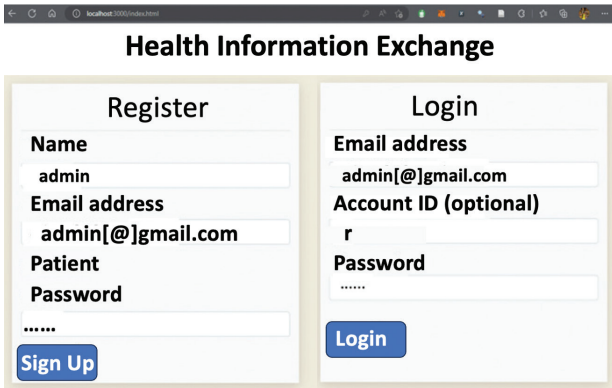 localhost:3000/index.html
Health Information Exchange
Register
Name
admin
Email address
admin[@]gmail.com
Patient
Password
......
Sign Up
Login
Email address
admin[@]gmail.com
Account ID (optional)
r
Password
......
Login